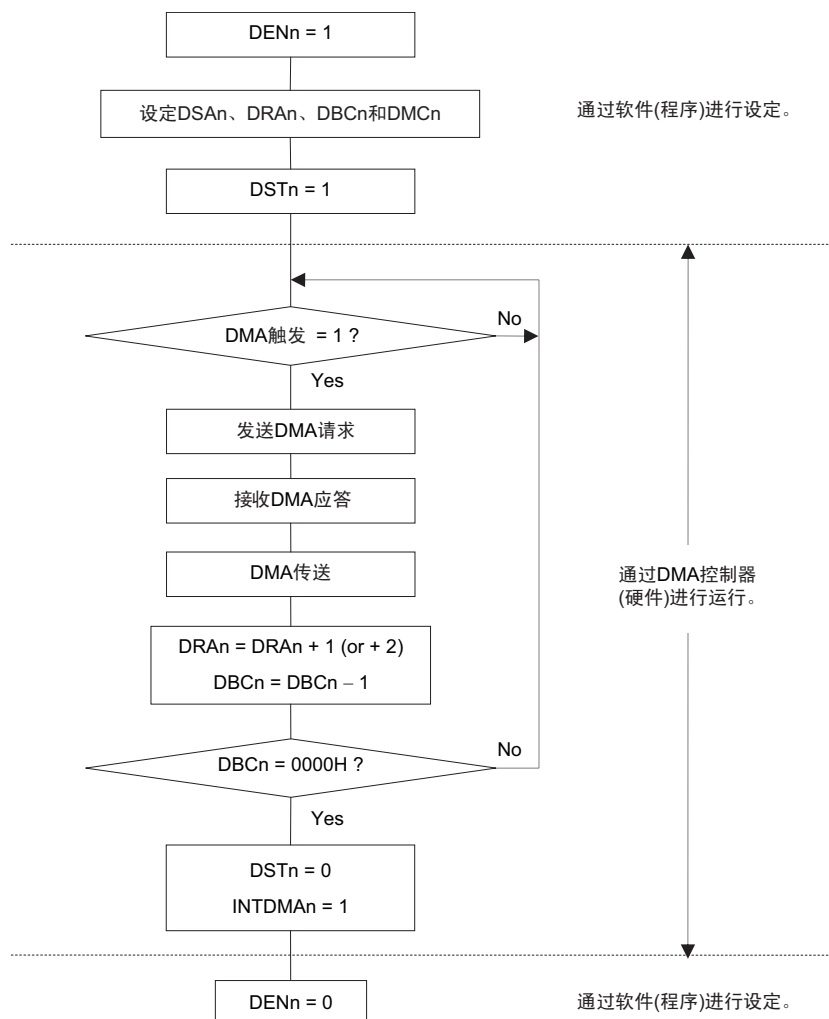 DENn = 1
设定DSAn、DRAn、DBCn和DMCn
通过软件(程序)进行设定。
DSTn = 1
DMA触发 = 1 ?
No
Yes
发送DMA请求
接收DMA应答
DMA传送
通过DMA控制器
(硬件)进行运行。
DRAn = DRAn + 1 (or + 2)
DBCn = DBCn – 1
DBCn = 0000H ?
No
Yes
DSTn = 0
INTDMAn = 1
DENn = 0
通过软件(程序)进行设定。